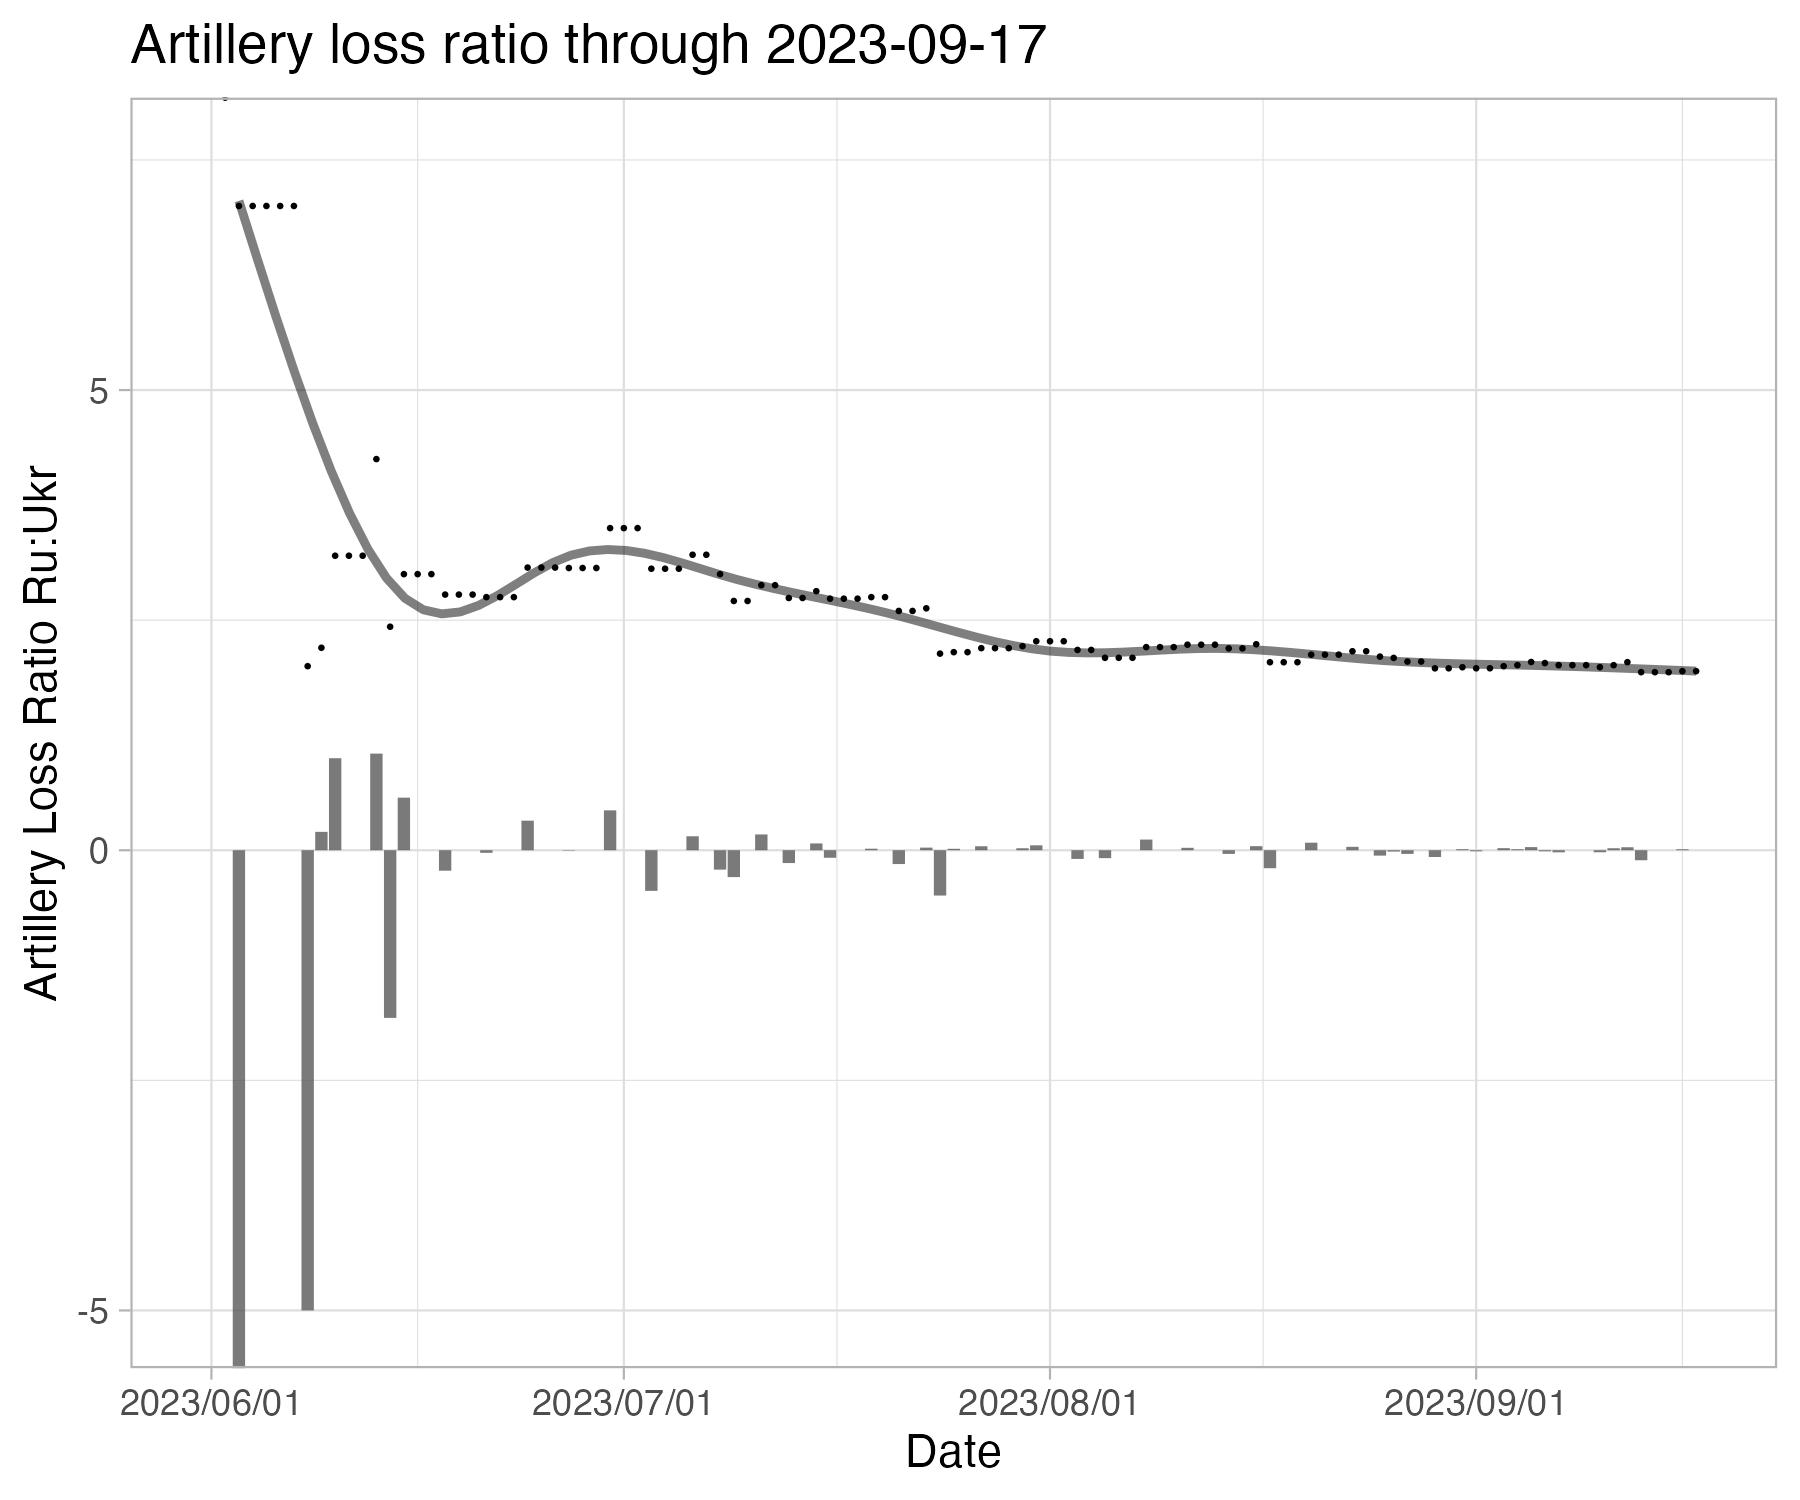 Artillery loss ratio through 2023-09-17
Artillery Loss Ratio Ru:Ukr
5
0
-5
2023/06/01
2023/07/01
2023/08/01
2023/09/01
Date